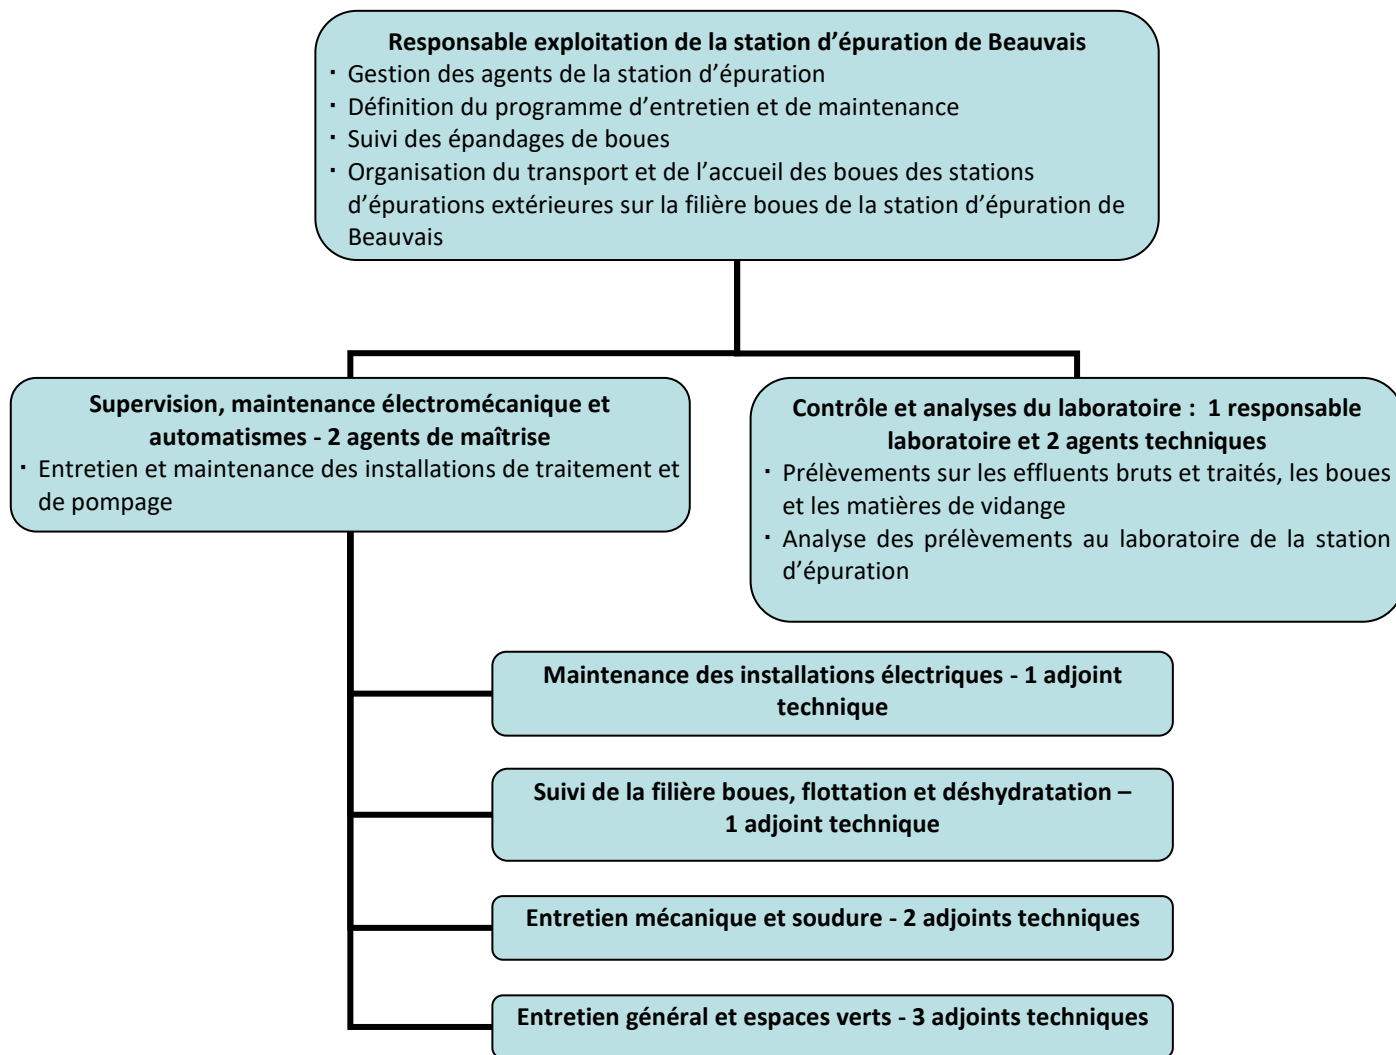 Responsable exploitation de la station d’épuration de Beauvais
· Gestion des agents de la station d’épuration
· Définition du programme d’entretien et de maintenance
· Suivi des épandages de boues
· Organisation du transport et de l’accueil des boues des stations
d’épurations extérieures sur la filière boues de la station d’épuration de
Beauvais
Supervision, maintenance électromécanique et
automatismes - 2 agents de maîtrise
· Entretien et maintenance des installations de traitement et
de pompage
Contrôle et analyses du laboratoire : 1 responsable
laboratoire et 2 agents techniques
· Prélèvements sur les effluents bruts et traités, les boues
et les matières de vidange
· Analyse des prélèvements au laboratoire de la station
d’épuration
Maintenance des installations électriques - 1 adjoint
technique
Suivi de la filière boues, flottation et déshydratation –
1 adjoint technique
Entretien mécanique et soudure - 2 adjoints techniques
Entretien général et espaces verts - 3 adjoints techniques